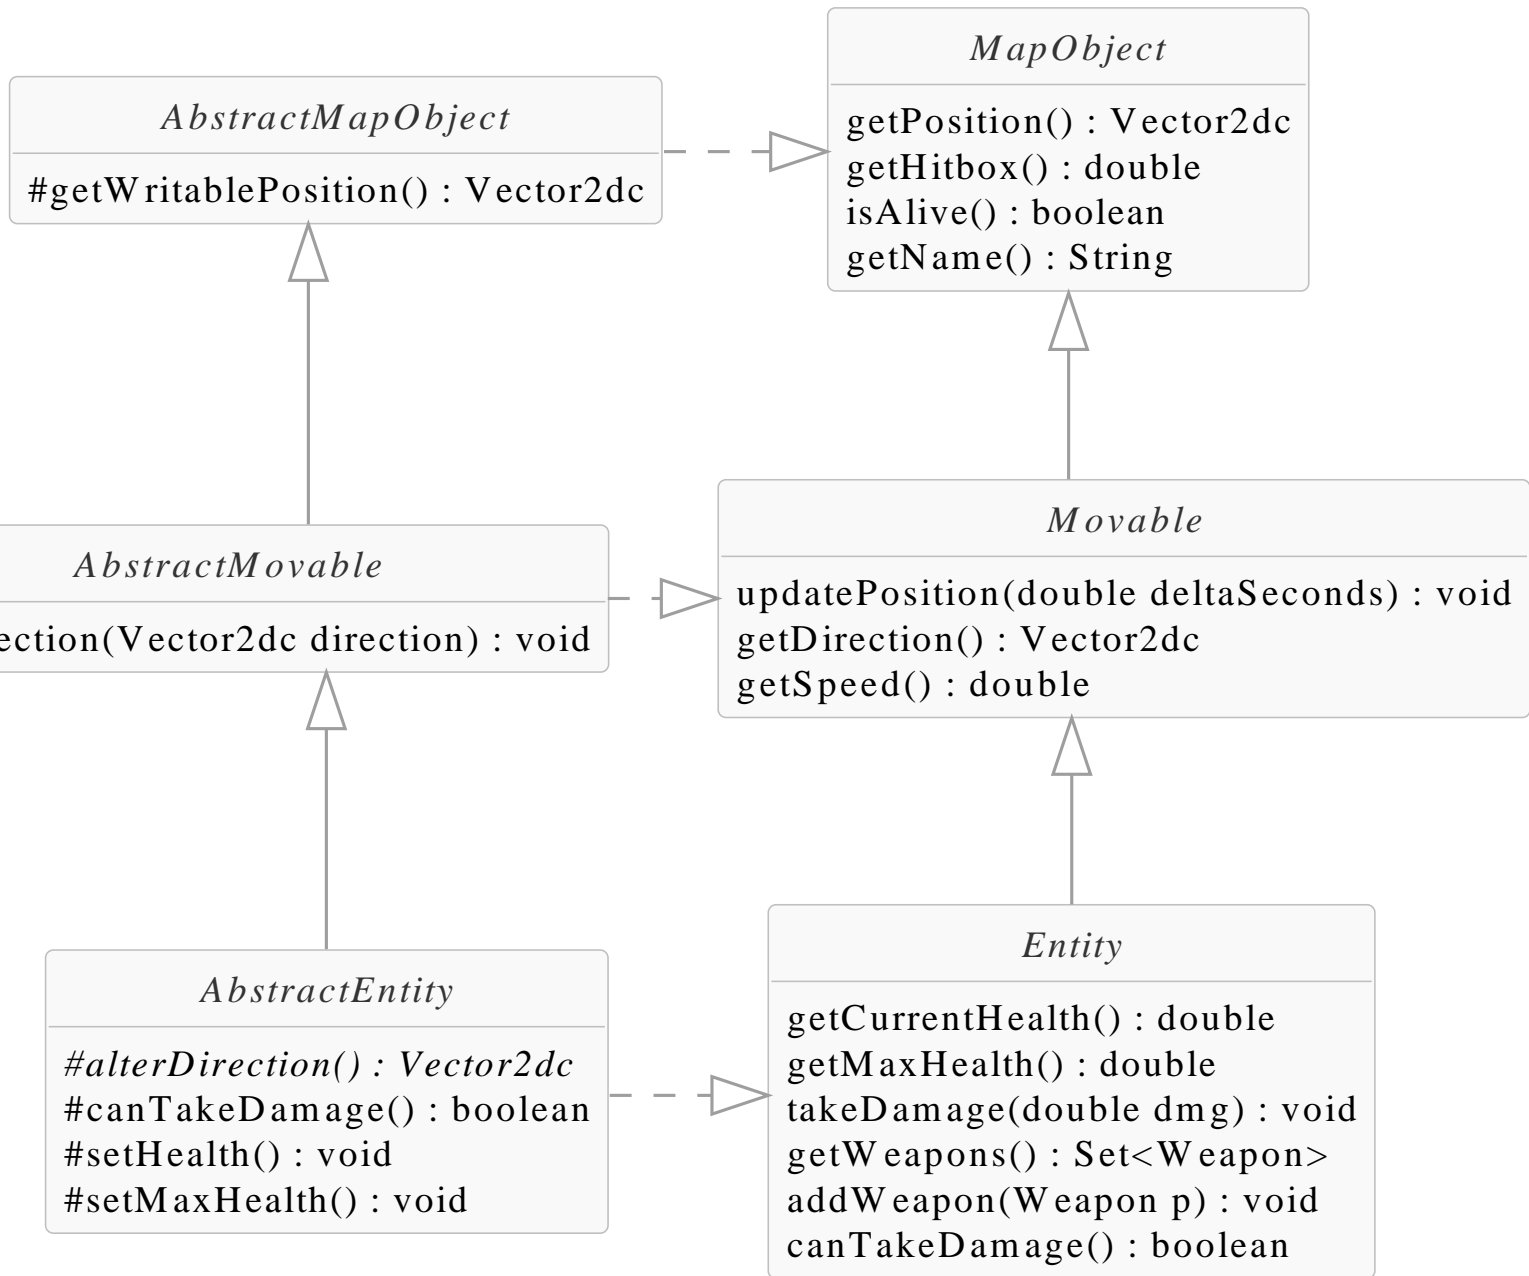 MapObject
getPosition() : Vector2dc
getHitbox() : double
isAlive() : boolean
getName() : String
AbstractMapObject
#getWritablePosition() : Vector2dc
AbstractMovable
ection(Vector2dc direction) : void
Movable
updatePosition(double deltaSeconds) : void
getDirection() : Vector2dc
getSpeed() : double
AbstractEntity
#alterDirection() : Vector2dc
#canTakeDamage() : boolean
#setHealth() : void
#setMaxHealth() : void
Entity
getCurrentHealth() : double
getMaxHealth() : double
takeDamage(double dmg) : void
getWeapons() : Set<Weapon>
addWeapon(Weapon p) : void
canTakeDamage() : boolean